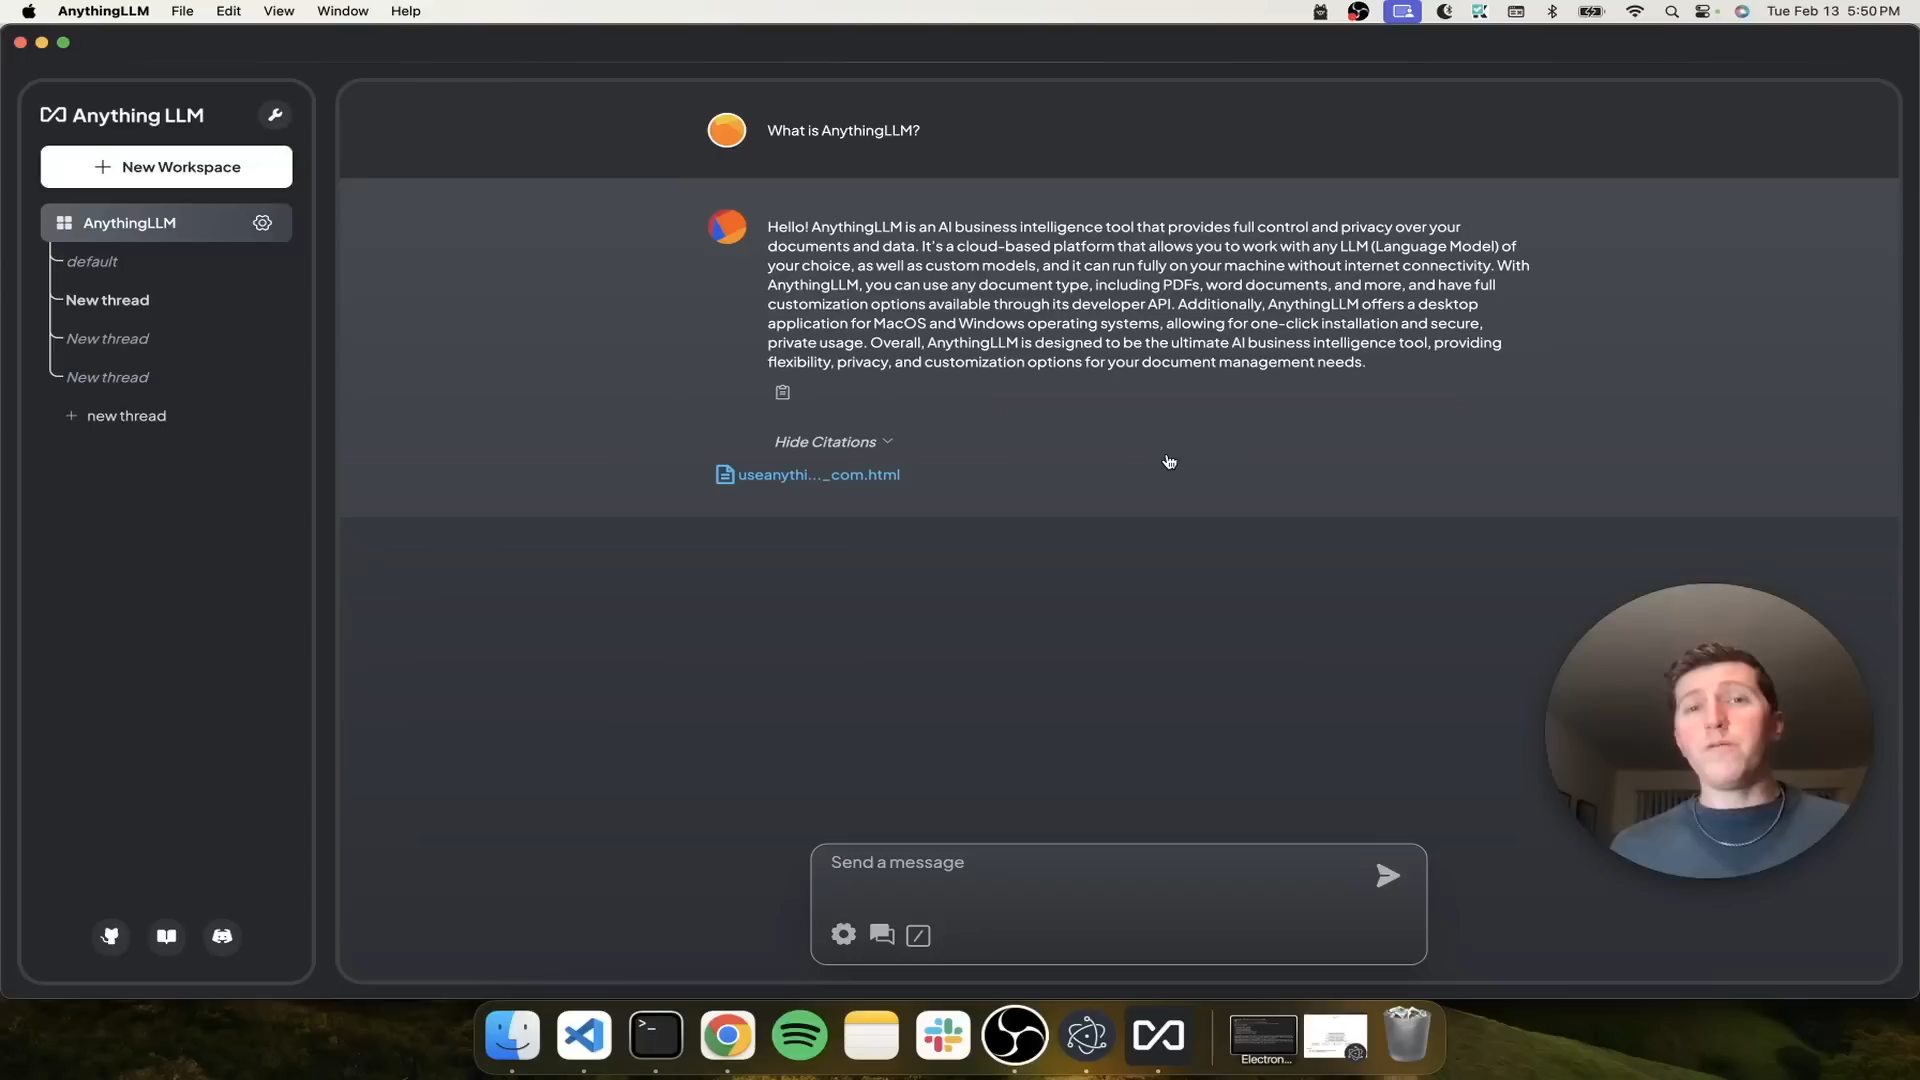 AnythingLLM File Edit View Window Help
Tue Feb 13 5:50 PM
Anything LLM
New Workspace
AnythingLLM
default
New thread
New thread
New thread
+ new thread
What is AnythingLLM?
Hello! AnythingLLM is an AI business intelligence tool that provides full control and privacy over your
documents and data. It's a cloud-based platform that allows you to work with any LLM (Language Model) of
your choice, as well as custom models, and it can run fully on your machine without internet connectivity. With
AnythingLLM, you can use any document type, including PDFs, word documents, and more, and have full
customization options available through its developer API. Additionally, AnythingLLM offers a desktop
application for MacOS and Windows operating systems, allowing for one-click installation and secure,
private usage. Overall, AnythingLLM is designed to be the ultimate AI business intelligence tool, providing
flexibility, privacy, and customization options for your document management needs.
Hide Citations
useanythi..._com.html
Send a message
Electron...